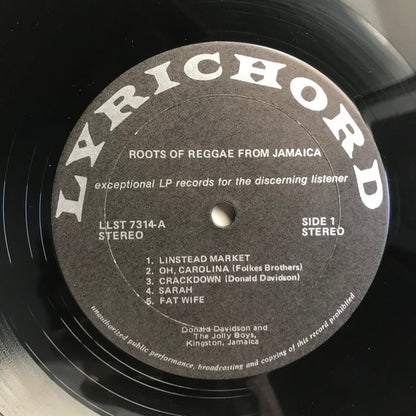 LYRICHORD
ROOTS OF REGGAE FROM JAMAICA
exceptional LP records for the discerning listener
LLST 7314-A
STEREO
SIDE 1
STEREO
1. LINSTEAD MARKET
2. OH, CAROLINA (Folkes Brothers)
3. CRACKDOWN (Donald Davidson)
4. SARAH
5. FAT WIFE
Donald Davidson and
The Jolly Boys,
Kingston, Jamaica
unauthorized public performance, broadcasting and copying of this record prohibited